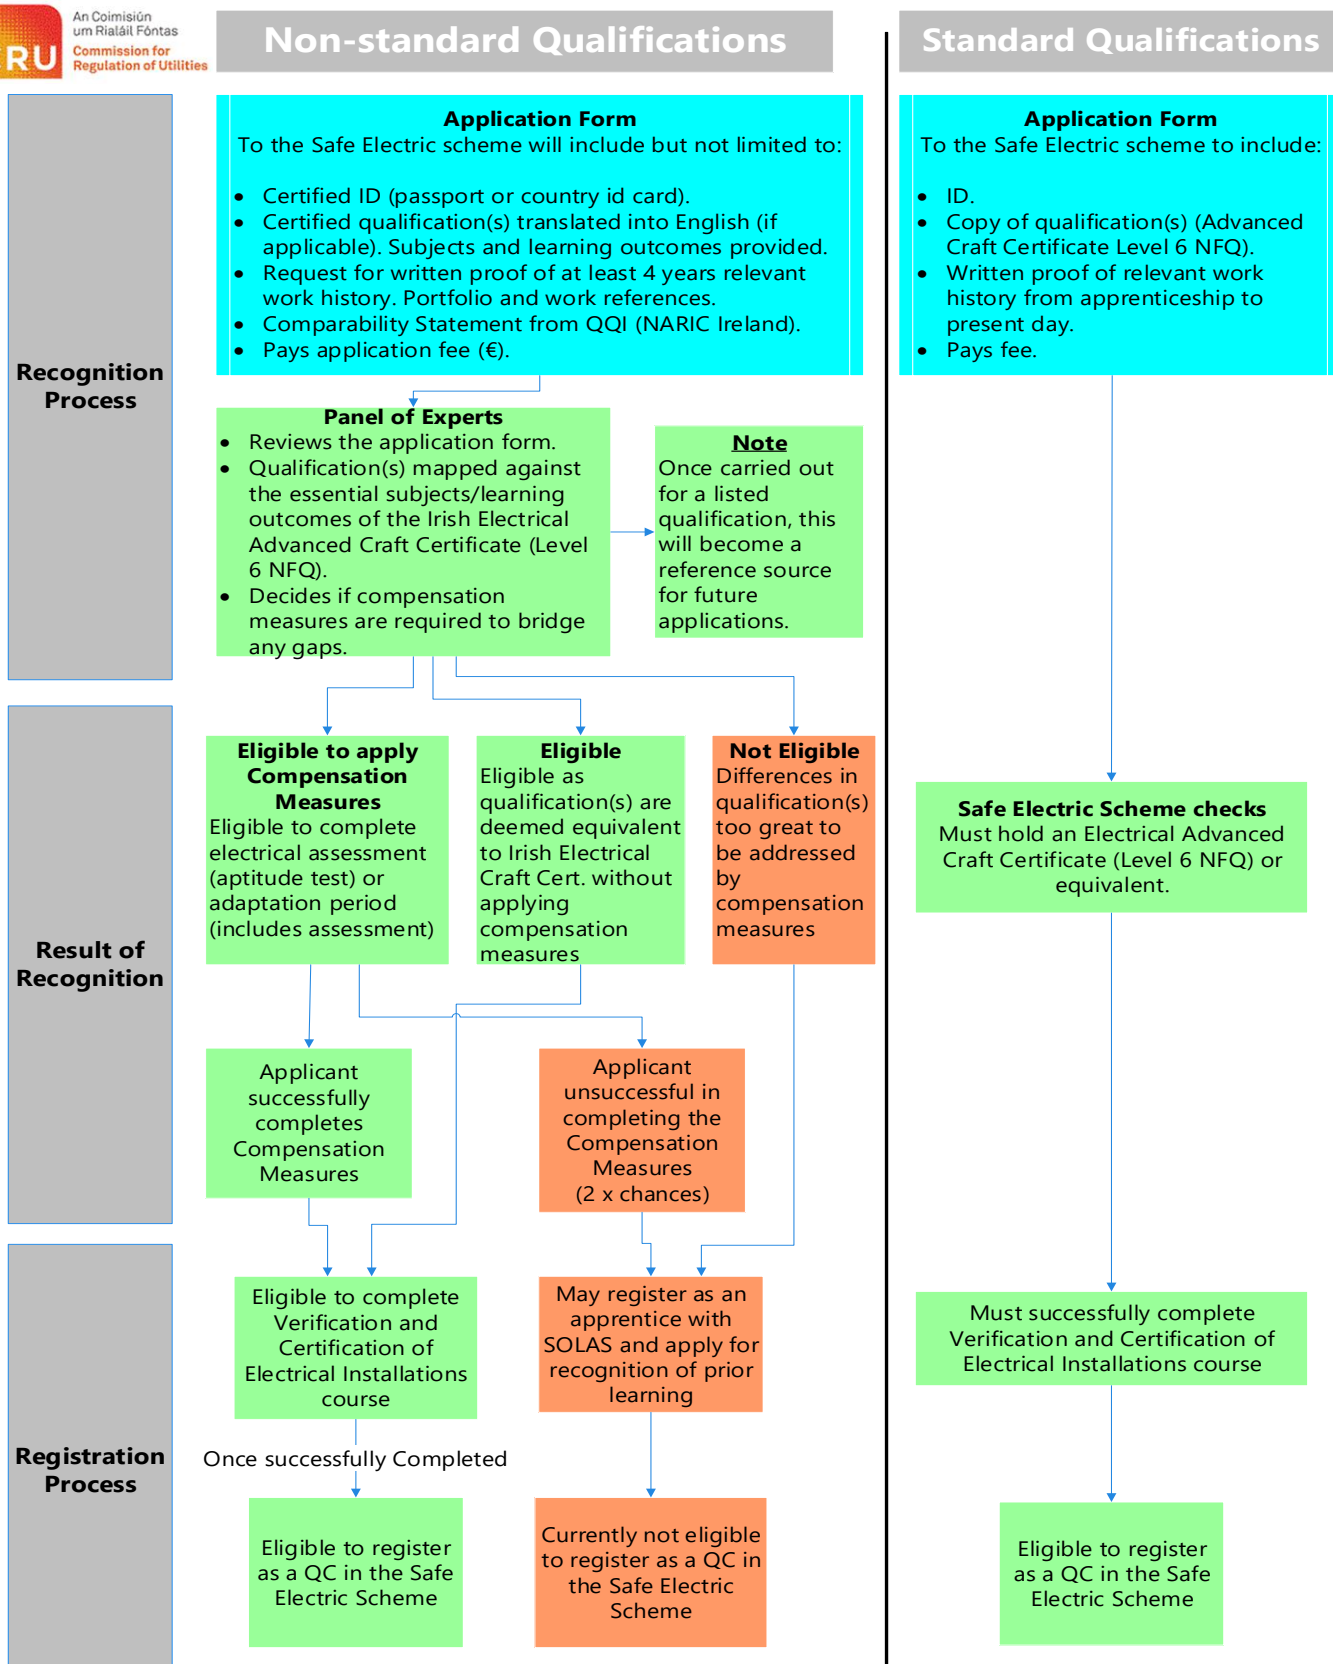 An Coimisiún
um Rialáil Fóntas
Commission for
Regulation of Utilities
RU
Non-standard Qualifications
Standard Qualifications
Recognition
Process
Application Form
To the Safe Electric scheme will include but not limited to:
• Certified ID (passport or country id card).
• Certified qualification(s) translated into English (if
applicable). Subjects and learning outcomes provided.
• Request for written proof of at least 4 years relevant
work history. Portfolio and work references.
• Comparability Statement from QQI (NARIC Ireland).
• Pays application fee (€).
Application Form
To the Safe Electric scheme to include:
• ID.
• Copy of qualification(s) (Advanced
Craft Certificate Level 6 NFQ).
• Written proof of relevant work
history from apprenticeship to
present day.
• Pays fee.
Panel of Experts
• Reviews the application form.
• Qualification(s) mapped against
the essential subjects/learning
outcomes of the Irish Electrical
Advanced Craft Certificate (Level
6 NFQ).
• Decides if compensation
measures are required to bridge
any gaps.
Note
Once carried out
for a listed
qualification, this
will become a
reference source
for future
applications.
Result of
Recognition
Eligible to apply
Compensation
Measures
Eligible to complete
electrical assessment
(aptitude test) or
adaptation period
(includes assessment)
Eligible
Eligible as
qualification(s) are
deemed equivalent
to Irish Electrical
Craft Cert. without
applying
compensation
measures
Not Eligible
Differences in
qualification(s)
too great to
be addressed
by
compensation
measures
Safe Electric Scheme checks
Must hold an Electrical Advanced
Craft Certificate (Level 6 NFQ) or
equivalent.
Applicant
successfully
completes
Compensation
Measures
Applicant
unsuccessful in
completing the
Compensation
Measures
(2 x chances)
Registration
Process
Eligible to complete
Verification and
Certification of
Electrical Installations
course
May register as an
apprentice with
SOLAS and apply for
recognition of prior
learning
Must successfully complete
Verification and Certification of
Electrical Installations course
Once successfully Completed
Eligible to register
as a QC in the Safe
Electric Scheme
Currently not eligible
to register as a QC in
the Safe Electric
Scheme
Eligible to register
as a QC in the Safe
Electric Scheme